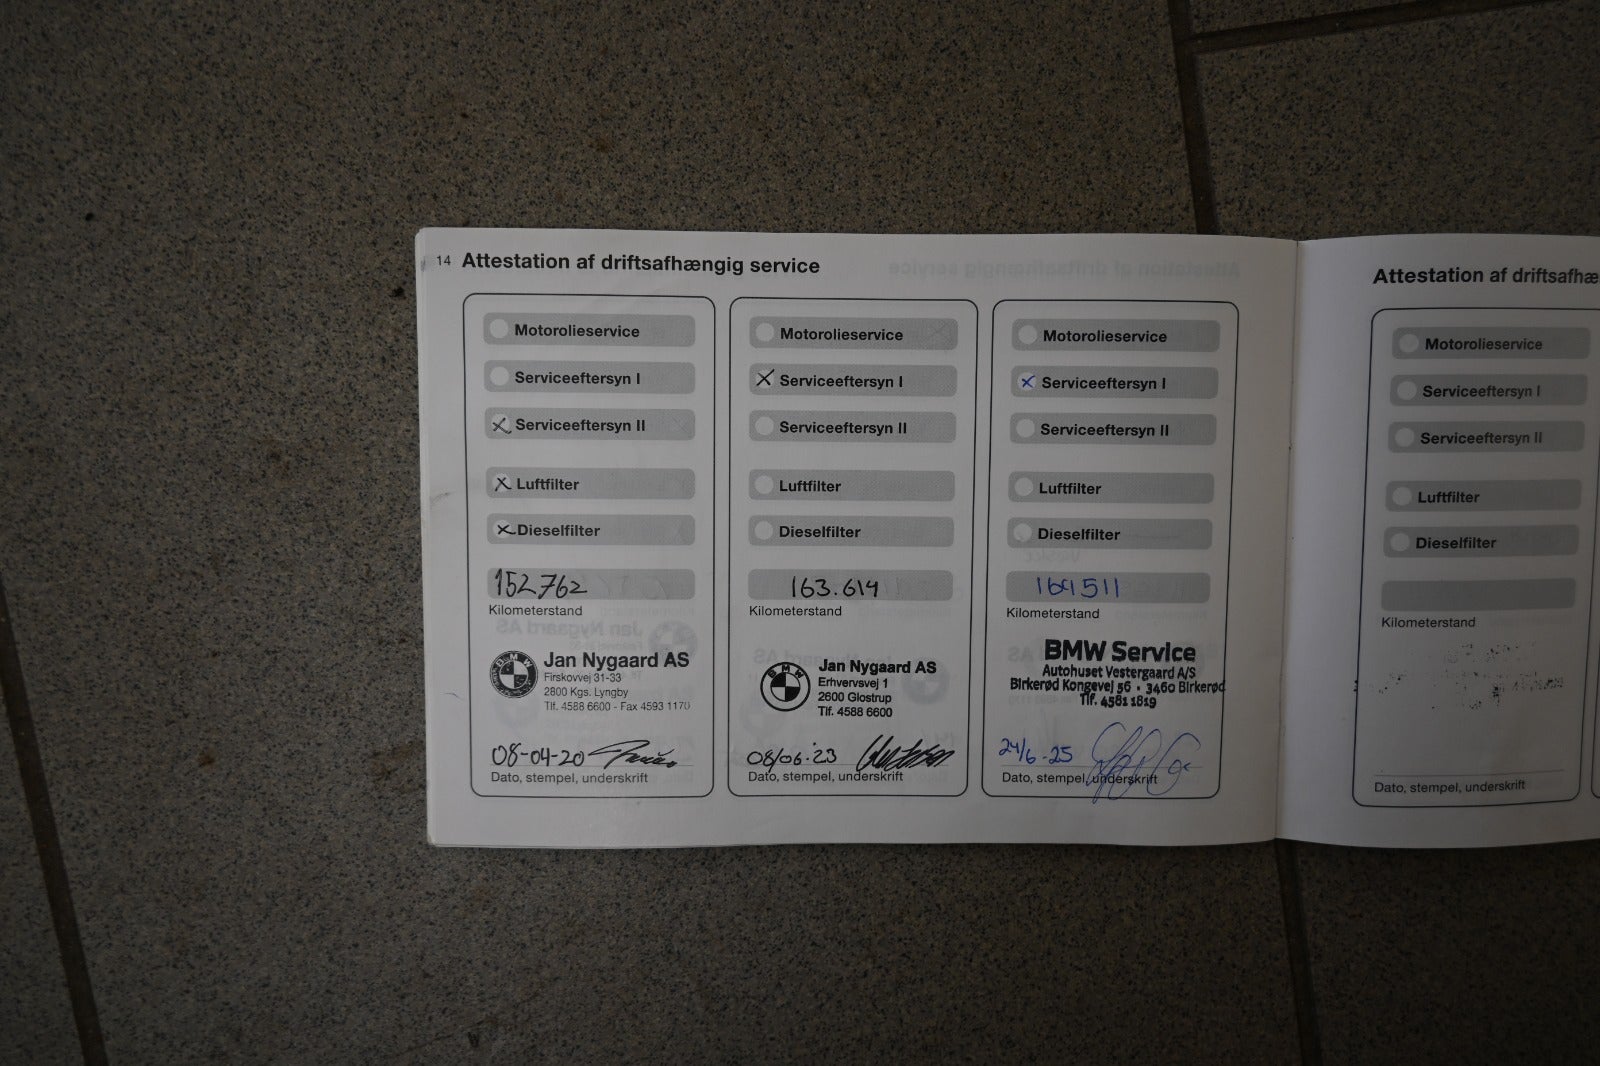 14 Attestation af driftsafhængig service
Motorolieservice
Serviceeftersyn I
X Serviceeftersyn II
X Luftfilter
X Dieselfilter
152.762
Kilometerstand
BMW
Jan Nygaard AS
Firskovvej 31-33
2800 Kgs. Lyngby
Tlf. 4588 6600 - Fax 4593 1170
08-04-20
Dato, stempel, underskrift
Motorolieservice
X Serviceeftersyn I
Serviceeftersyn II
Luftfilter
Dieselfilter
163.614
Kilometerstand
BMW
Jan Nygaard AS
Erhvervsvej 1
2600 Glostrup
Tlf. 4588 6600
08/06-23
Dato, stempel, underskrift
Motorolieservice
X Serviceeftersyn I
Serviceeftersyn II
Luftfilter
Dieselfilter
169511
Kilometerstand
BMW Service
Autohuset Vestergaard A/S
Birkerød Kongevej 56 • 3460 Birkerød
Tlf. 4581 1819
24/6-25
Dato, stempel, underskrift
Attestation af driftsafhæ
Motorolieservice
Serviceeftersyn I
Serviceeftersyn II
Luftfilter
Dieselfilter
Kilometerstand
Dato, stempel, underskrift